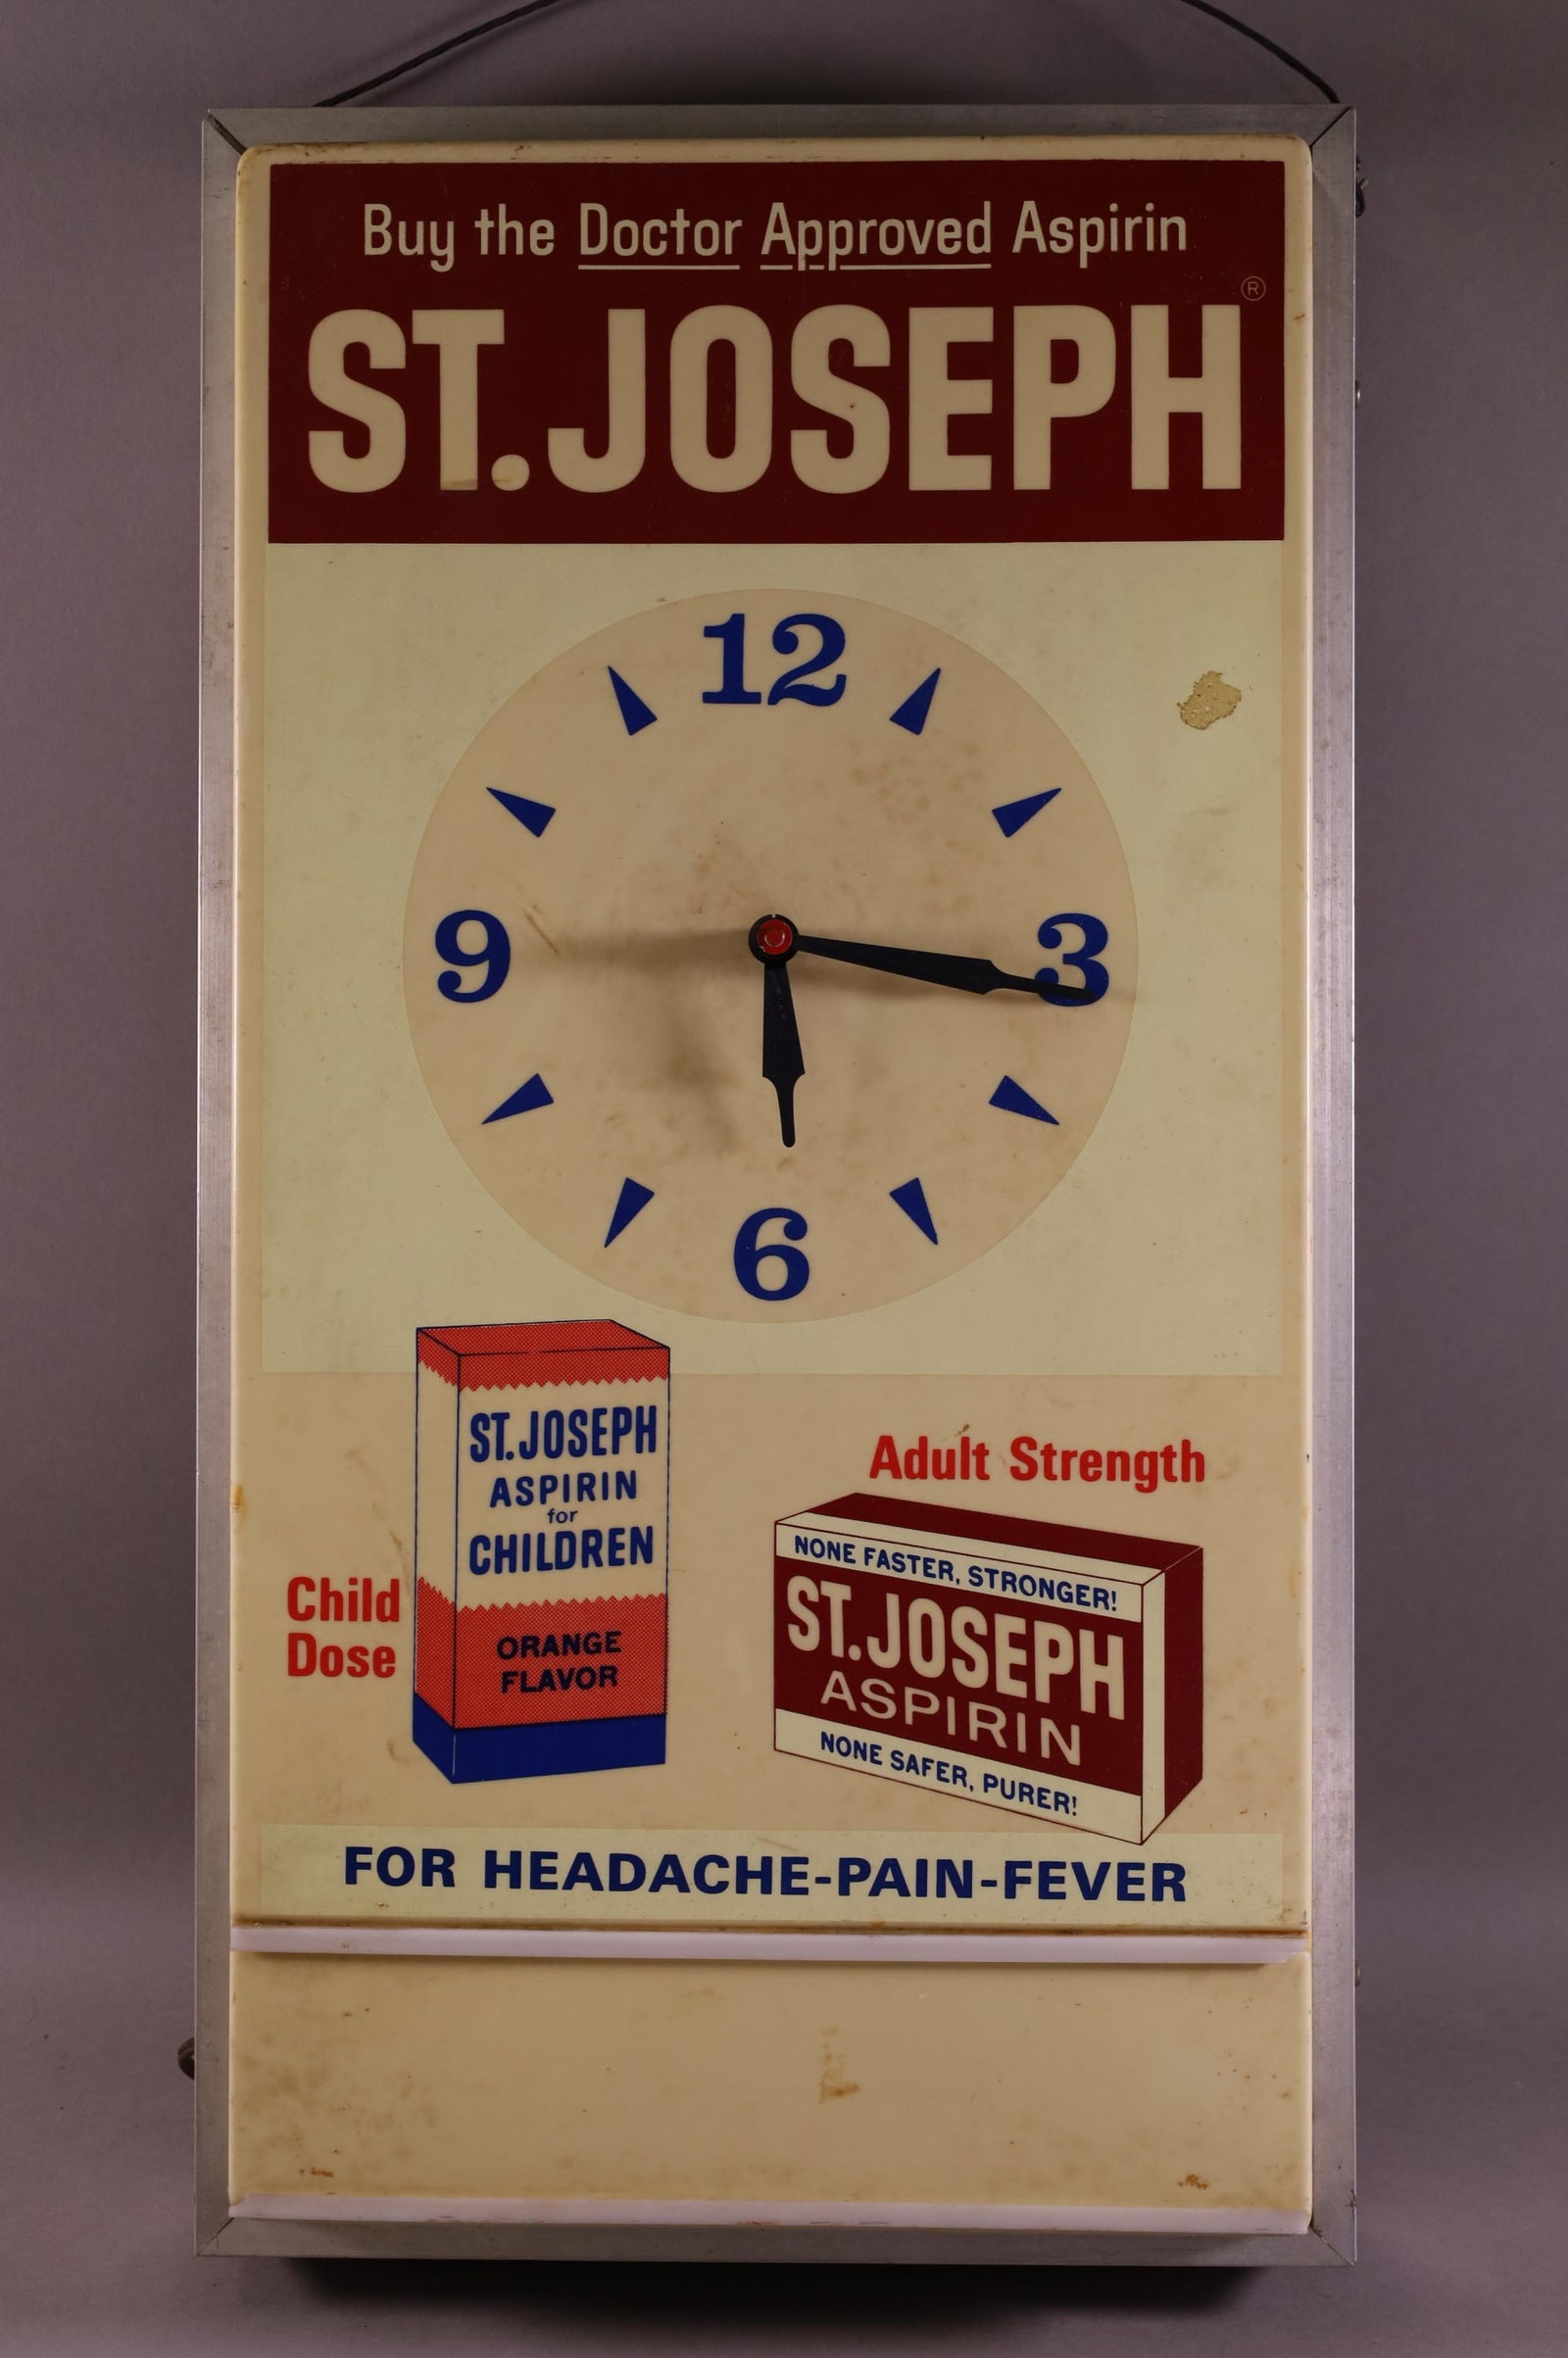 Buy the Doctor Approved Aspirin
ST. JOSEPH®
12
9
3
6
ST. JOSEPH
ASPIRIN
for
CHILDREN
ORANGE
FLAVOR
Child
Dose
Adult Strength
NONE FASTER, STRONGER!
ST. JOSEPH
ASPIRIN
NONE SAFER, PURER!
FOR HEADACHE-PAIN-FEVER